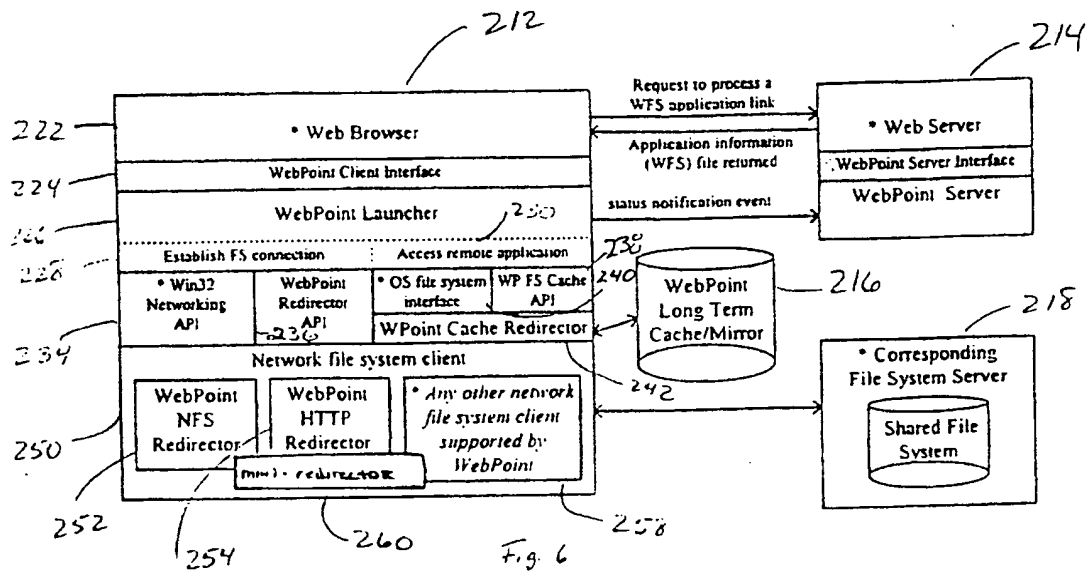 212
214
Request to process a
WFS application link
222
* Web Browser
* Web Server
Application information
(WFS) file returned
224
WebPoint Client Interface
WebPoint Server Interface
WebPoint Server
226
WebPoint Launcher
status notification event
230
228
Establish FS connection
Access remote application
238
240
* Win32
Networking
API
WebPoint
Redirector
API
* OS file system
interface
WP FS Cache
API
WebPoint
Long Term
Cache/Mirror
216
218
234
236
WPoint Cache Redirector
242
Network file system client
* Corresponding
File System Server
250
WebPoint
NFS
Redirector
WebPoint
HTTP
Redirector
* Any other network
file system client
supported by
WebPoint
Shared File
System
mini-redirector
252
254
260
258
Fig. 6